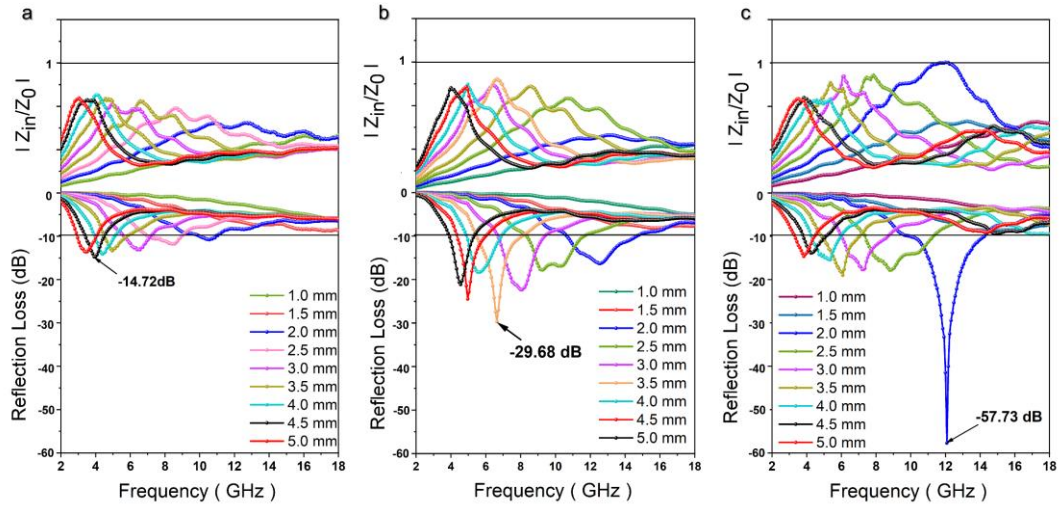 a
| Zin/Z0 |
1
0
-10
-20
-30
-40
-50
-60
Reflection Loss (dB)
-14.72dB
1.0 mm
1.5 mm
2.0 mm
2.5 mm
3.0 mm
3.5 mm
4.0 mm
4.5 mm
5.0 mm
2 4 6 8 10 12 14 16 18
Frequency ( GHz )
b
| Zin/Z0 |
1
0
-10
-20
-30
-40
-50
-60
Reflection Loss (dB)
-29.68 dB
1.0 mm
1.5 mm
2.0 mm
2.5 mm
3.0 mm
3.5 mm
4.0 mm
4.5 mm
5.0 mm
2 4 6 8 10 12 14 16 18
Frequency ( GHz )
c
| Zin/Z0 |
1
0
-10
-20
-30
-40
-50
-60
Reflection Loss (dB)
-57.73 dB
1.0 mm
1.5 mm
2.0 mm
2.5 mm
3.0 mm
3.5 mm
4.0 mm
4.5 mm
5.0 mm
2 4 6 8 10 12 14 16 18
Frequency ( GHz )